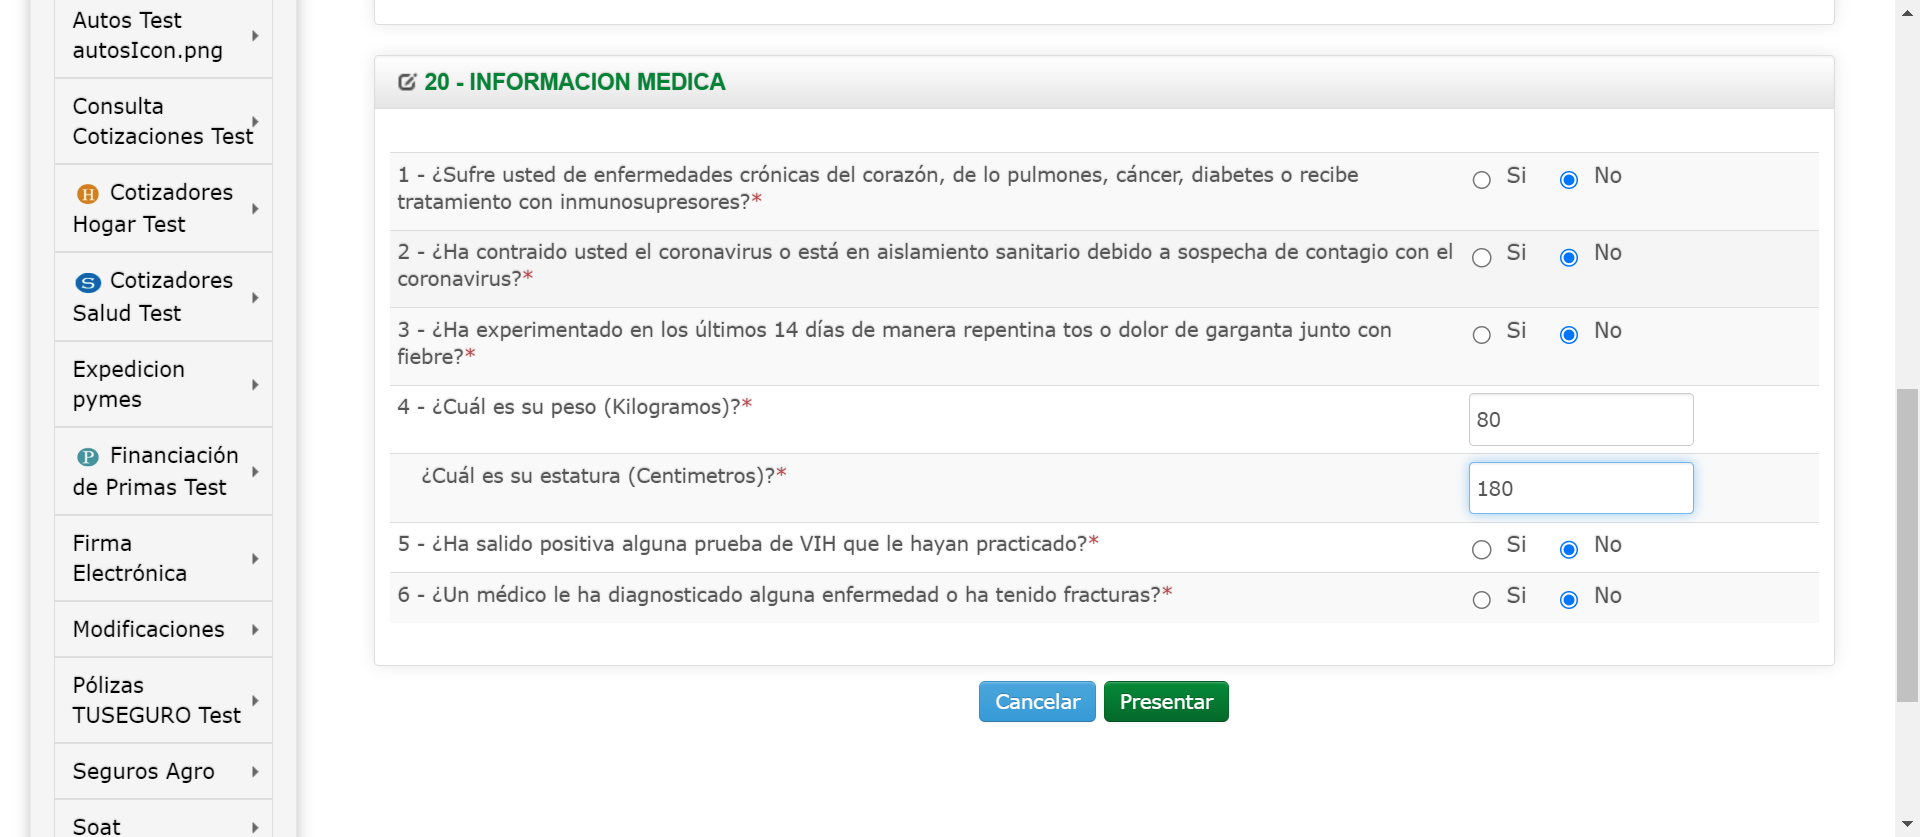 Autos Test
autosIcon.png
Consulta
Cotizaciones Test
H Cotizadores
Hogar Test
S Cotizadores
Salud Test
Expedicion
pymes
P Financiación
de Primas Test
Firma
Electrónica
Modificaciones
Pólizas
TUSEGURO Test
Seguros Agro
Soat
20 - INFORMACION MEDICA
1 - ¿Sufre usted de enfermedades crónicas del corazón, de lo pulmones, cáncer, diabetes o recibe
tratamiento con inmunosupresores?*
Si No
2 - ¿Ha contraido usted el coronavirus o está en aislamiento sanitario debido a sospecha de contagio con el
coronavirus?*
Si No
3 - ¿Ha experimentado en los últimos 14 días de manera repentina tos o dolor de garganta junto con
fiebre?*
Si No
4 - ¿Cuál es su peso (Kilogramos)?*
80
¿Cuál es su estatura (Centimetros)?*
180
5 - ¿Ha salido positiva alguna prueba de VIH que le hayan practicado?*
Si No
6 - ¿Un médico le ha diagnosticado alguna enfermedad o ha tenido fracturas?*
Si No
Cancelar Presentar